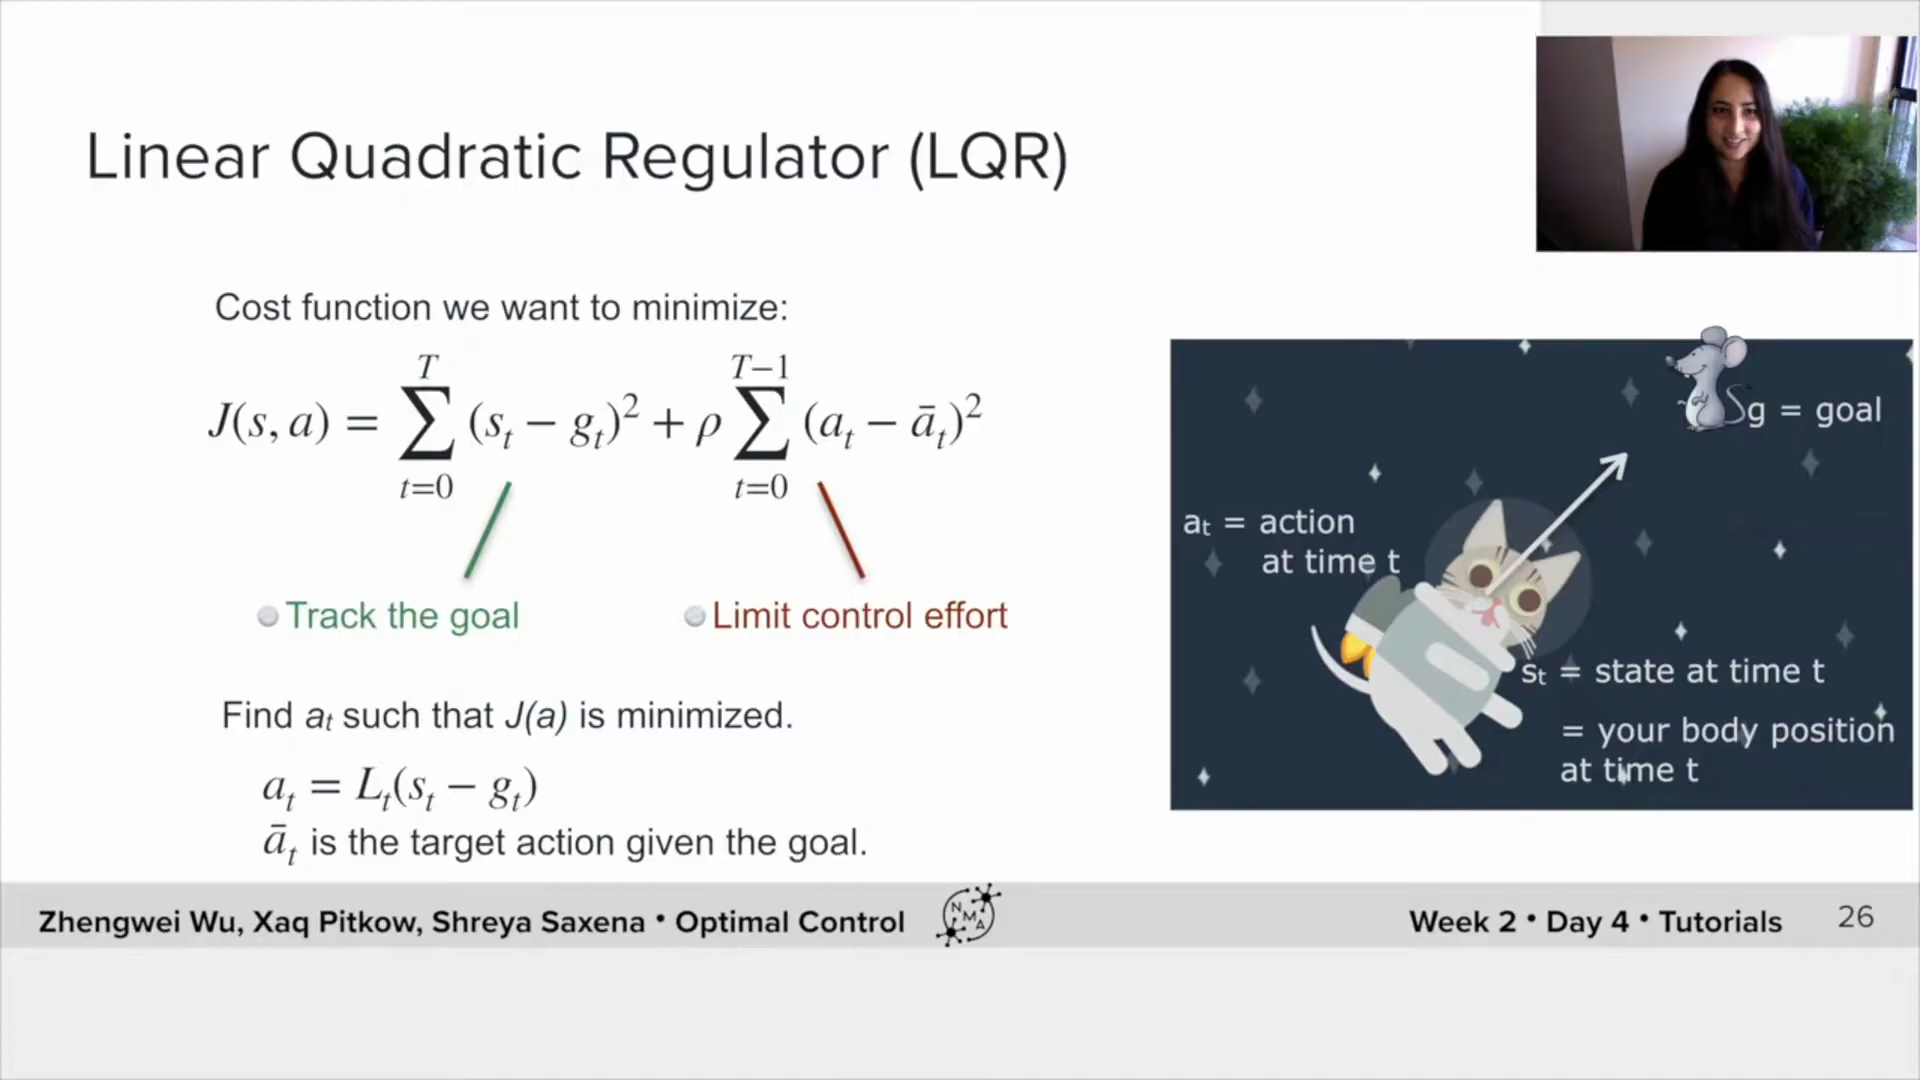 Linear Quadratic Regulator (LQR)
Cost function we want to minimize:
J(s, a) = \sum_{t=0}^{T} (s_t − g_t)^2 + ρ \sum_{t=0}^{T−1} (a_t − ā_t)^2
Track the goal
Limit control effort
Find a_t such that J(a) is minimized.
a_t = L_t(s_t − g_t)
ā_t is the target action given the goal.
g = goal
a_t = action
at time t
s_t = state at time t
= your body position
at time t
Zhengwei Wu, Xaq Pitkow, Shreya Saxena • Optimal Control
NMA
Week 2 • Day 4 • Tutorials
26